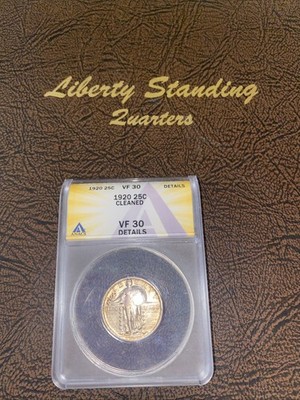 Liberty Standing
Quarters
1920 25C VF 30 DETAILS
1920 25C
CLEANED
VF 30
DETAILS